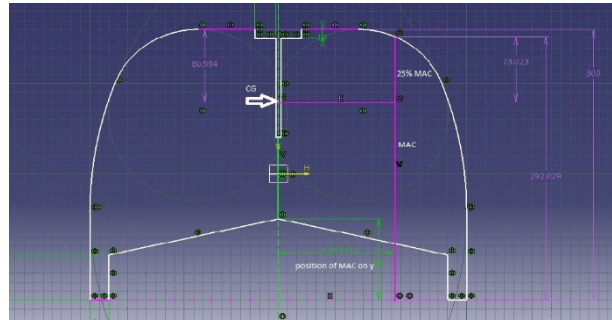 80.994
25% MAC
73.023
300
CG
MAC
292.029
H
position of MAC on y